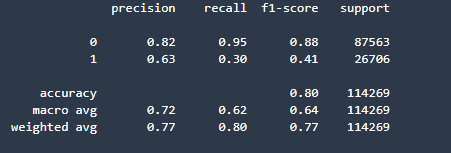 precision recall f1-score support
0 0.82 0.95 0.88 87563
1 0.63 0.30 0.41 26706
accuracy 0.80 114269
macro avg 0.72 0.62 0.64 114269
weighted avg 0.77 0.80 0.77 114269